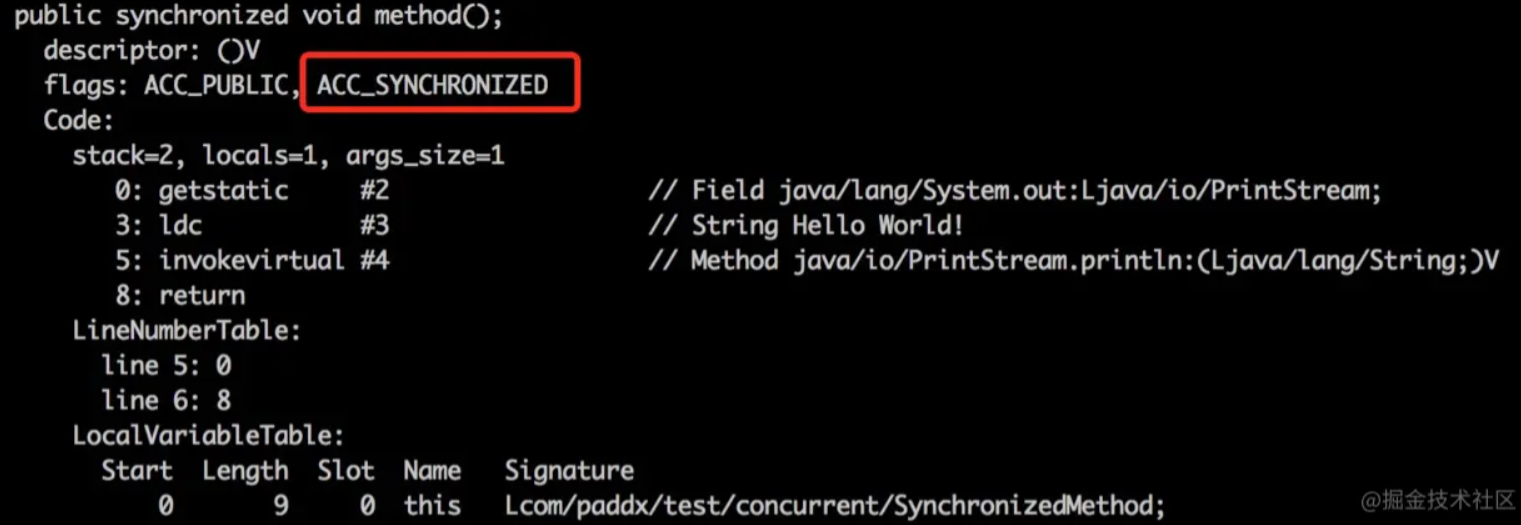 public synchronized void method();
descriptor: ()V
flags: ACC_PUBLIC, ACC_SYNCHRONIZED
Code:
stack=2, locals=1, args_size=1
0: getstatic #2 // Field java/lang/System.out:Ljava/io/PrintStream;
3: ldc #3 // String Hello World!
5: invokevirtual #4 // Method java/io/PrintStream.println:(Ljava/lang/String;)V
8: return
LineNumberTable:
line 5: 0
line 6: 8
LocalVariableTable:
Start Length Slot Name Signature
0 9 0 this Lcom/paddx/test/concurrent/SynchronizedMethod;
@掘金技术社区